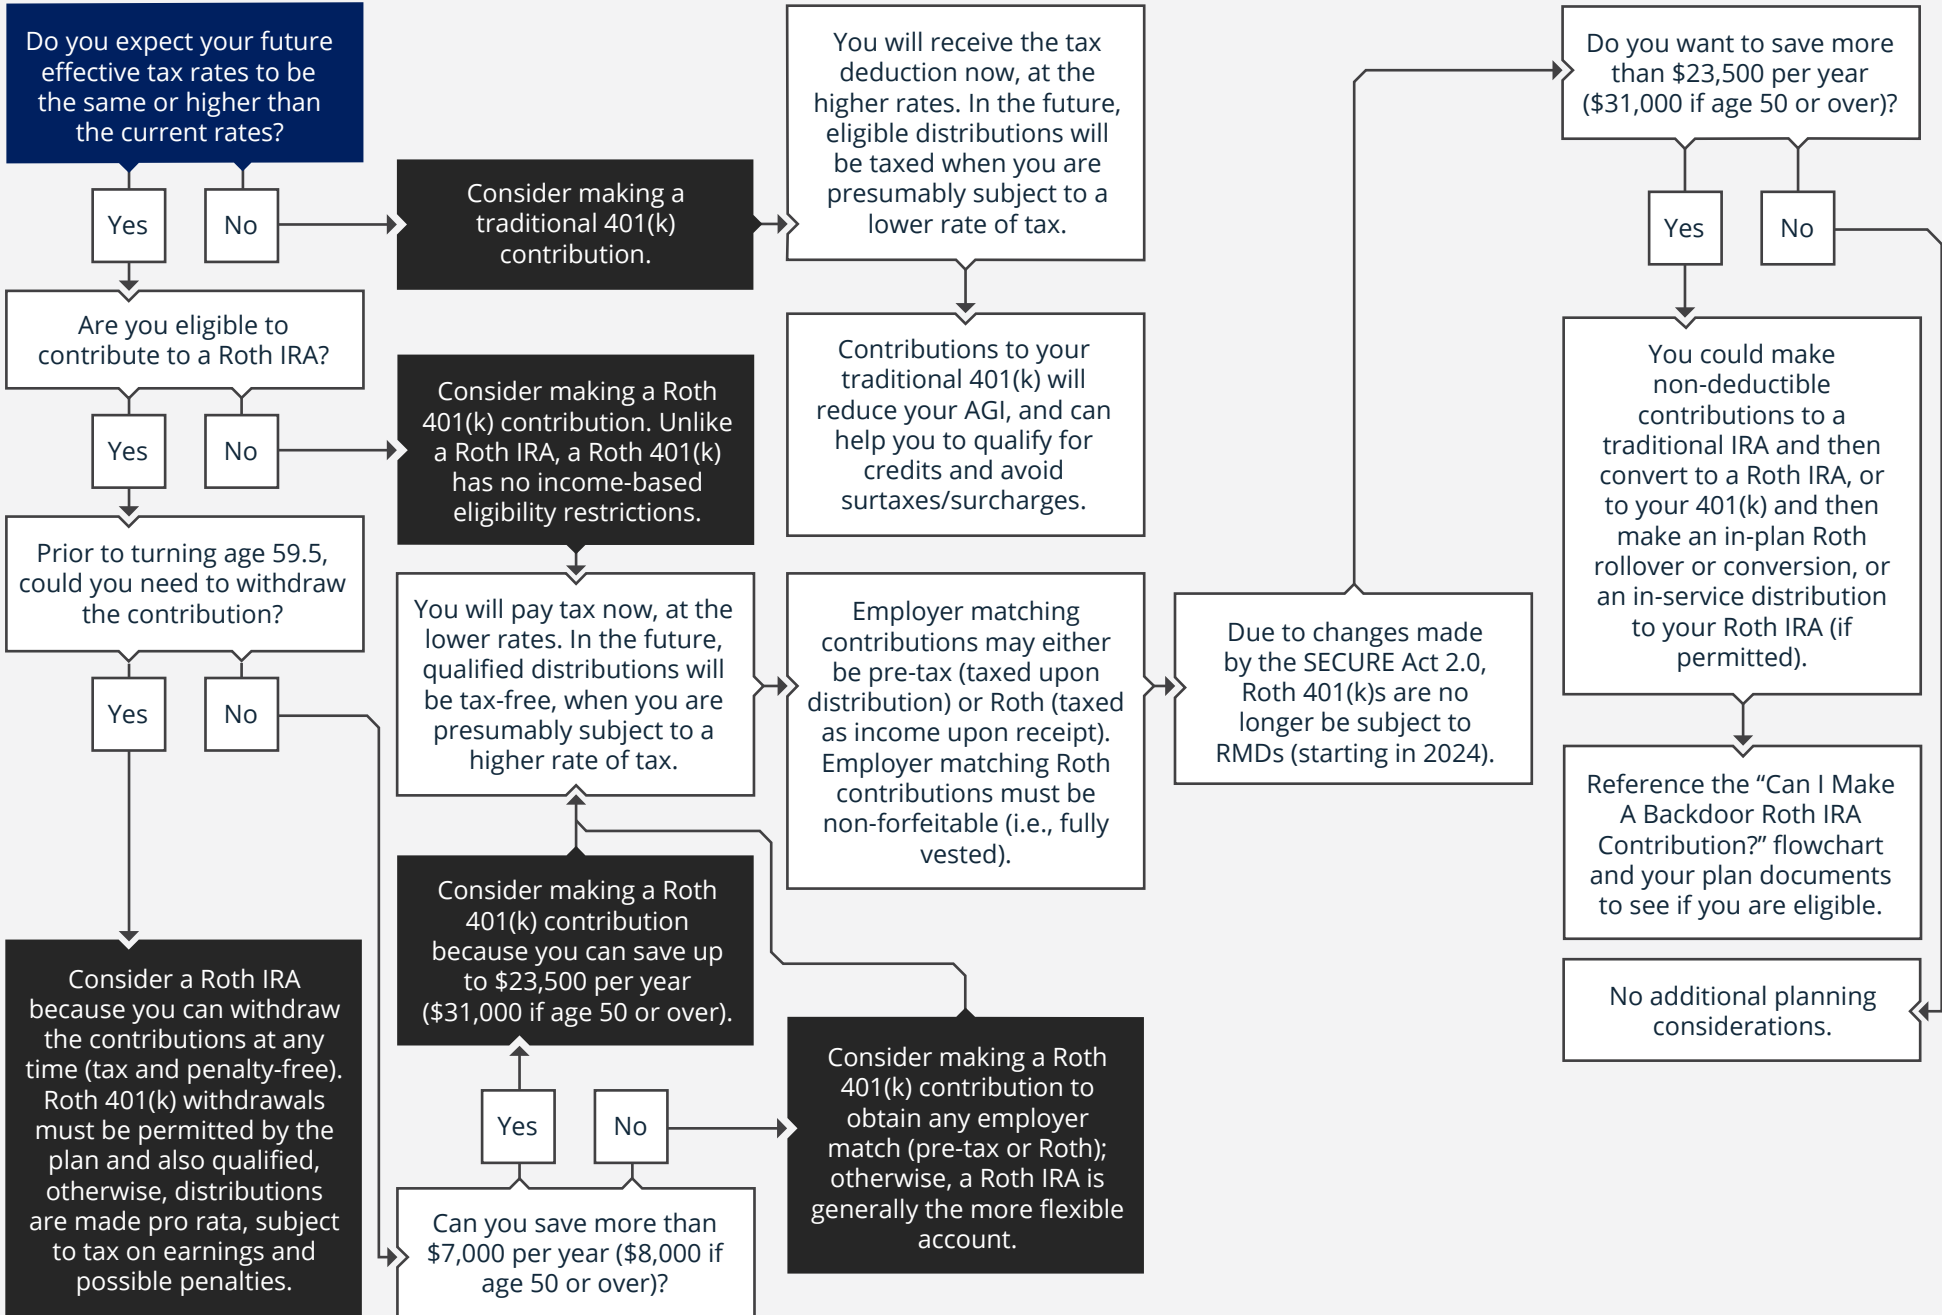 Do you expect your future
effective tax rates to be
the same or higher than
the current rates?
Yes
No
Are you eligible to
contribute to a Roth IRA?
Yes
No
Prior to turning age 59.5,
could you need to withdraw
the contribution?
Yes
No
Consider a Roth IRA
because you can withdraw
the contributions at any
time (tax and penalty-free).
Roth 401(k) withdrawals
must be permitted by the
plan and also qualified,
otherwise, distributions
are made pro rata, subject
to tax on earnings and
possible penalties.
Consider making a
traditional 401(k)
contribution.
Consider making a Roth
401(k) contribution. Unlike
a Roth IRA, a Roth 401(k)
has no income-based
eligibility restrictions.
You will pay tax now, at the
lower rates. In the future,
qualified distributions will
be tax-free, when you are
presumably subject to a
higher rate of tax.
Consider making a Roth
401(k) contribution
because you can save up
to $23,500 per year
($31,000 if age 50 or over).
Yes
No
Can you save more than
$7,000 per year ($8,000 if
age 50 or over)?
You will receive the tax
deduction now, at the
higher rates. In the future,
eligible distributions will
be taxed when you are
presumably subject to a
lower rate of tax.
Contributions to your
traditional 401(k) will
reduce your AGI, and can
help you to qualify for
credits and avoid
surtaxes/surcharges.
Employer matching
contributions may either
be pre-tax (taxed upon
distribution) or Roth (taxed
as income upon receipt).
Employer matching Roth
contributions must be
non-forfeitable (i.e., fully
vested).
Consider making a Roth
401(k) contribution to
obtain any employer
match (pre-tax or Roth);
otherwise, a Roth IRA is
generally the more flexible
account.
Due to changes made
by the SECURE Act 2.0,
Roth 401(k)s are no
longer be subject to
RMDs (starting in 2024).
Do you want to save more
than $23,500 per year
($31,000 if age 50 or over)?
Yes
No
You could make
non-deductible
contributions to a
traditional IRA and then
convert to a Roth IRA, or
to your 401(k) and then
make an in-plan Roth
rollover or conversion, or
an in-service distribution
to your Roth IRA (if
permitted).
Reference the “Can I Make
A Backdoor Roth IRA
Contribution?” flowchart
and your plan documents
to see if you are eligible.
No additional planning
considerations.